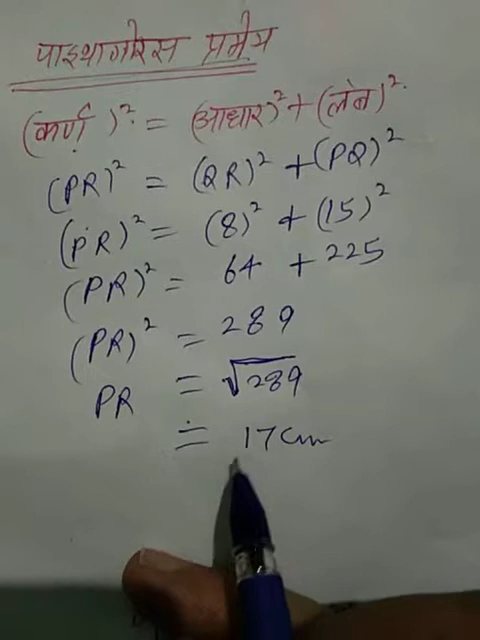 पाइथागोरस प्रमेय
(कर्ण)² = (आधार)² + (लंब)²
(PR)² = (QR)² + (PQ)²
(PR)² = (8)² + (15)²
(PR)² = 64 + 225
(PR)² = 289
PR = √289
= 17cm